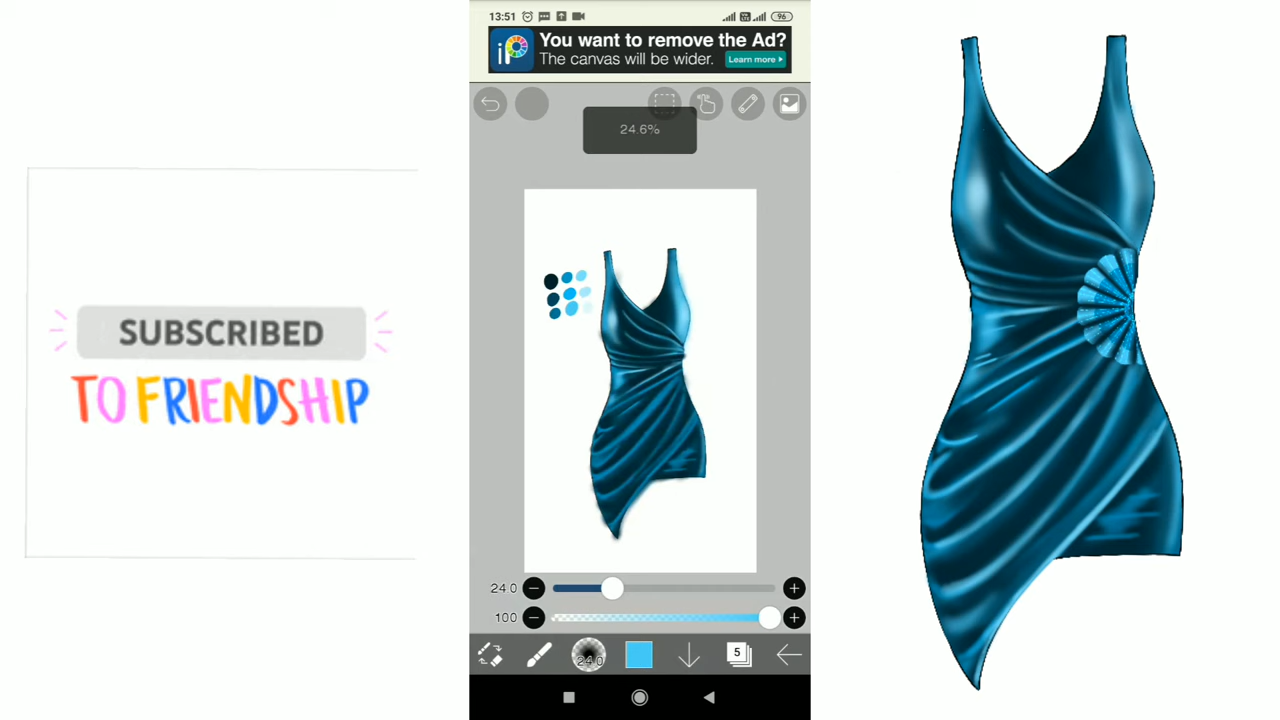 SUBSCRIBED
TO FRIENDSHIP
13:51
96
iP
You want to remove the Ad?
The canvas will be wider.
Learn more
24.6%
24.0
100
24.0
5